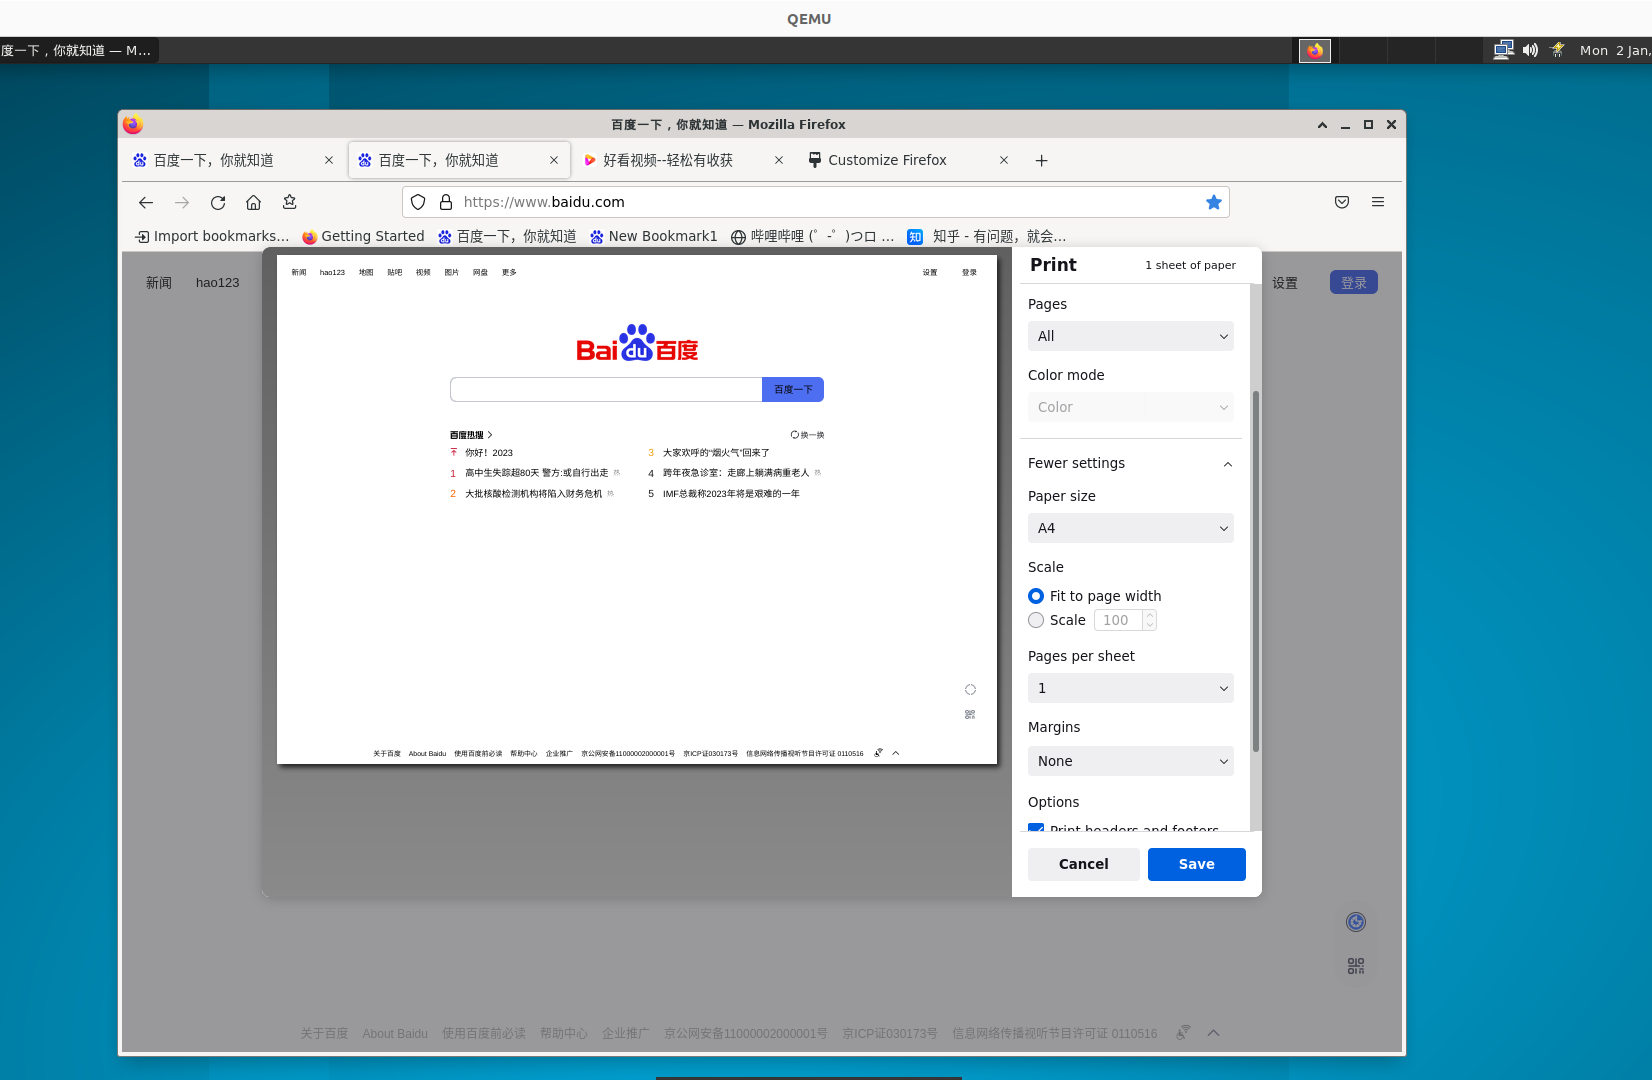 QEMU
度一下，你就知道 — M...
Mon 2 Jan,
百度一下，你就知道 — Mozilla Firefox
百度一下，你就知道
百度一下，你就知道
好看视频--轻松有收获
Customize Firefox
https://www.baidu.com
Import bookmarks...
Getting Started
百度一下，你就知道
New Bookmark1
哔哩哔哩 (゜-゜)つロ ...
知 知乎 - 有问题，就会...
新闻 hao123
设置 登录
新闻 hao123 地图 贴吧 视频 图片 网盘 更多 设置 登录
Bai du 百度
百度一下
百度热搜 换一换
你好！2023
1 高中生失踪超80天 警方:或自行出走 热
2 大批核酸检测机构将陷入财务危机 热
3 大家欢呼的“烟火气”回来了
4 跨年夜急诊室：走廊上躺满病重老人 热
5 IMF总裁称2023年将是艰难的一年
关于百度 About Baidu 使用百度前必读 帮助中心 企业推广 京公网安备11000002000001号 京ICP证030173号 信息网络传播视听节目许可证 0110516
Print 1 sheet of paper
Pages
All
Color mode
Color
Fewer settings
Paper size
A4
Scale
Fit to page width
Scale 100
Pages per sheet
1
Margins
None
Options
Print headers and footers
Cancel Save
关于百度 About Baidu 使用百度前必读 帮助中心 企业推广 京公网安备11000002000001号 京ICP证030173号 信息网络传播视听节目许可证 0110516